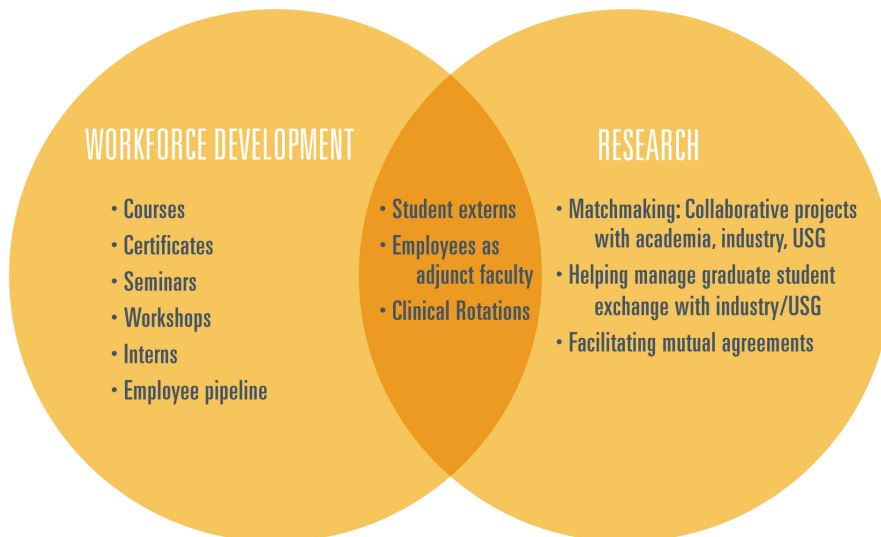 WORKFORCE DEVELOPMENT
• Courses
• Certificates
• Seminars
• Workshops
• Interns
• Employee pipeline
• Student externs
• Employees as
adjunct faculty
• Clinical Rotations
RESEARCH
• Matchmaking: Collaborative projects
with academia, industry, USG
• Helping manage graduate student
exchange with industry/USG
• Facilitating mutual agreements